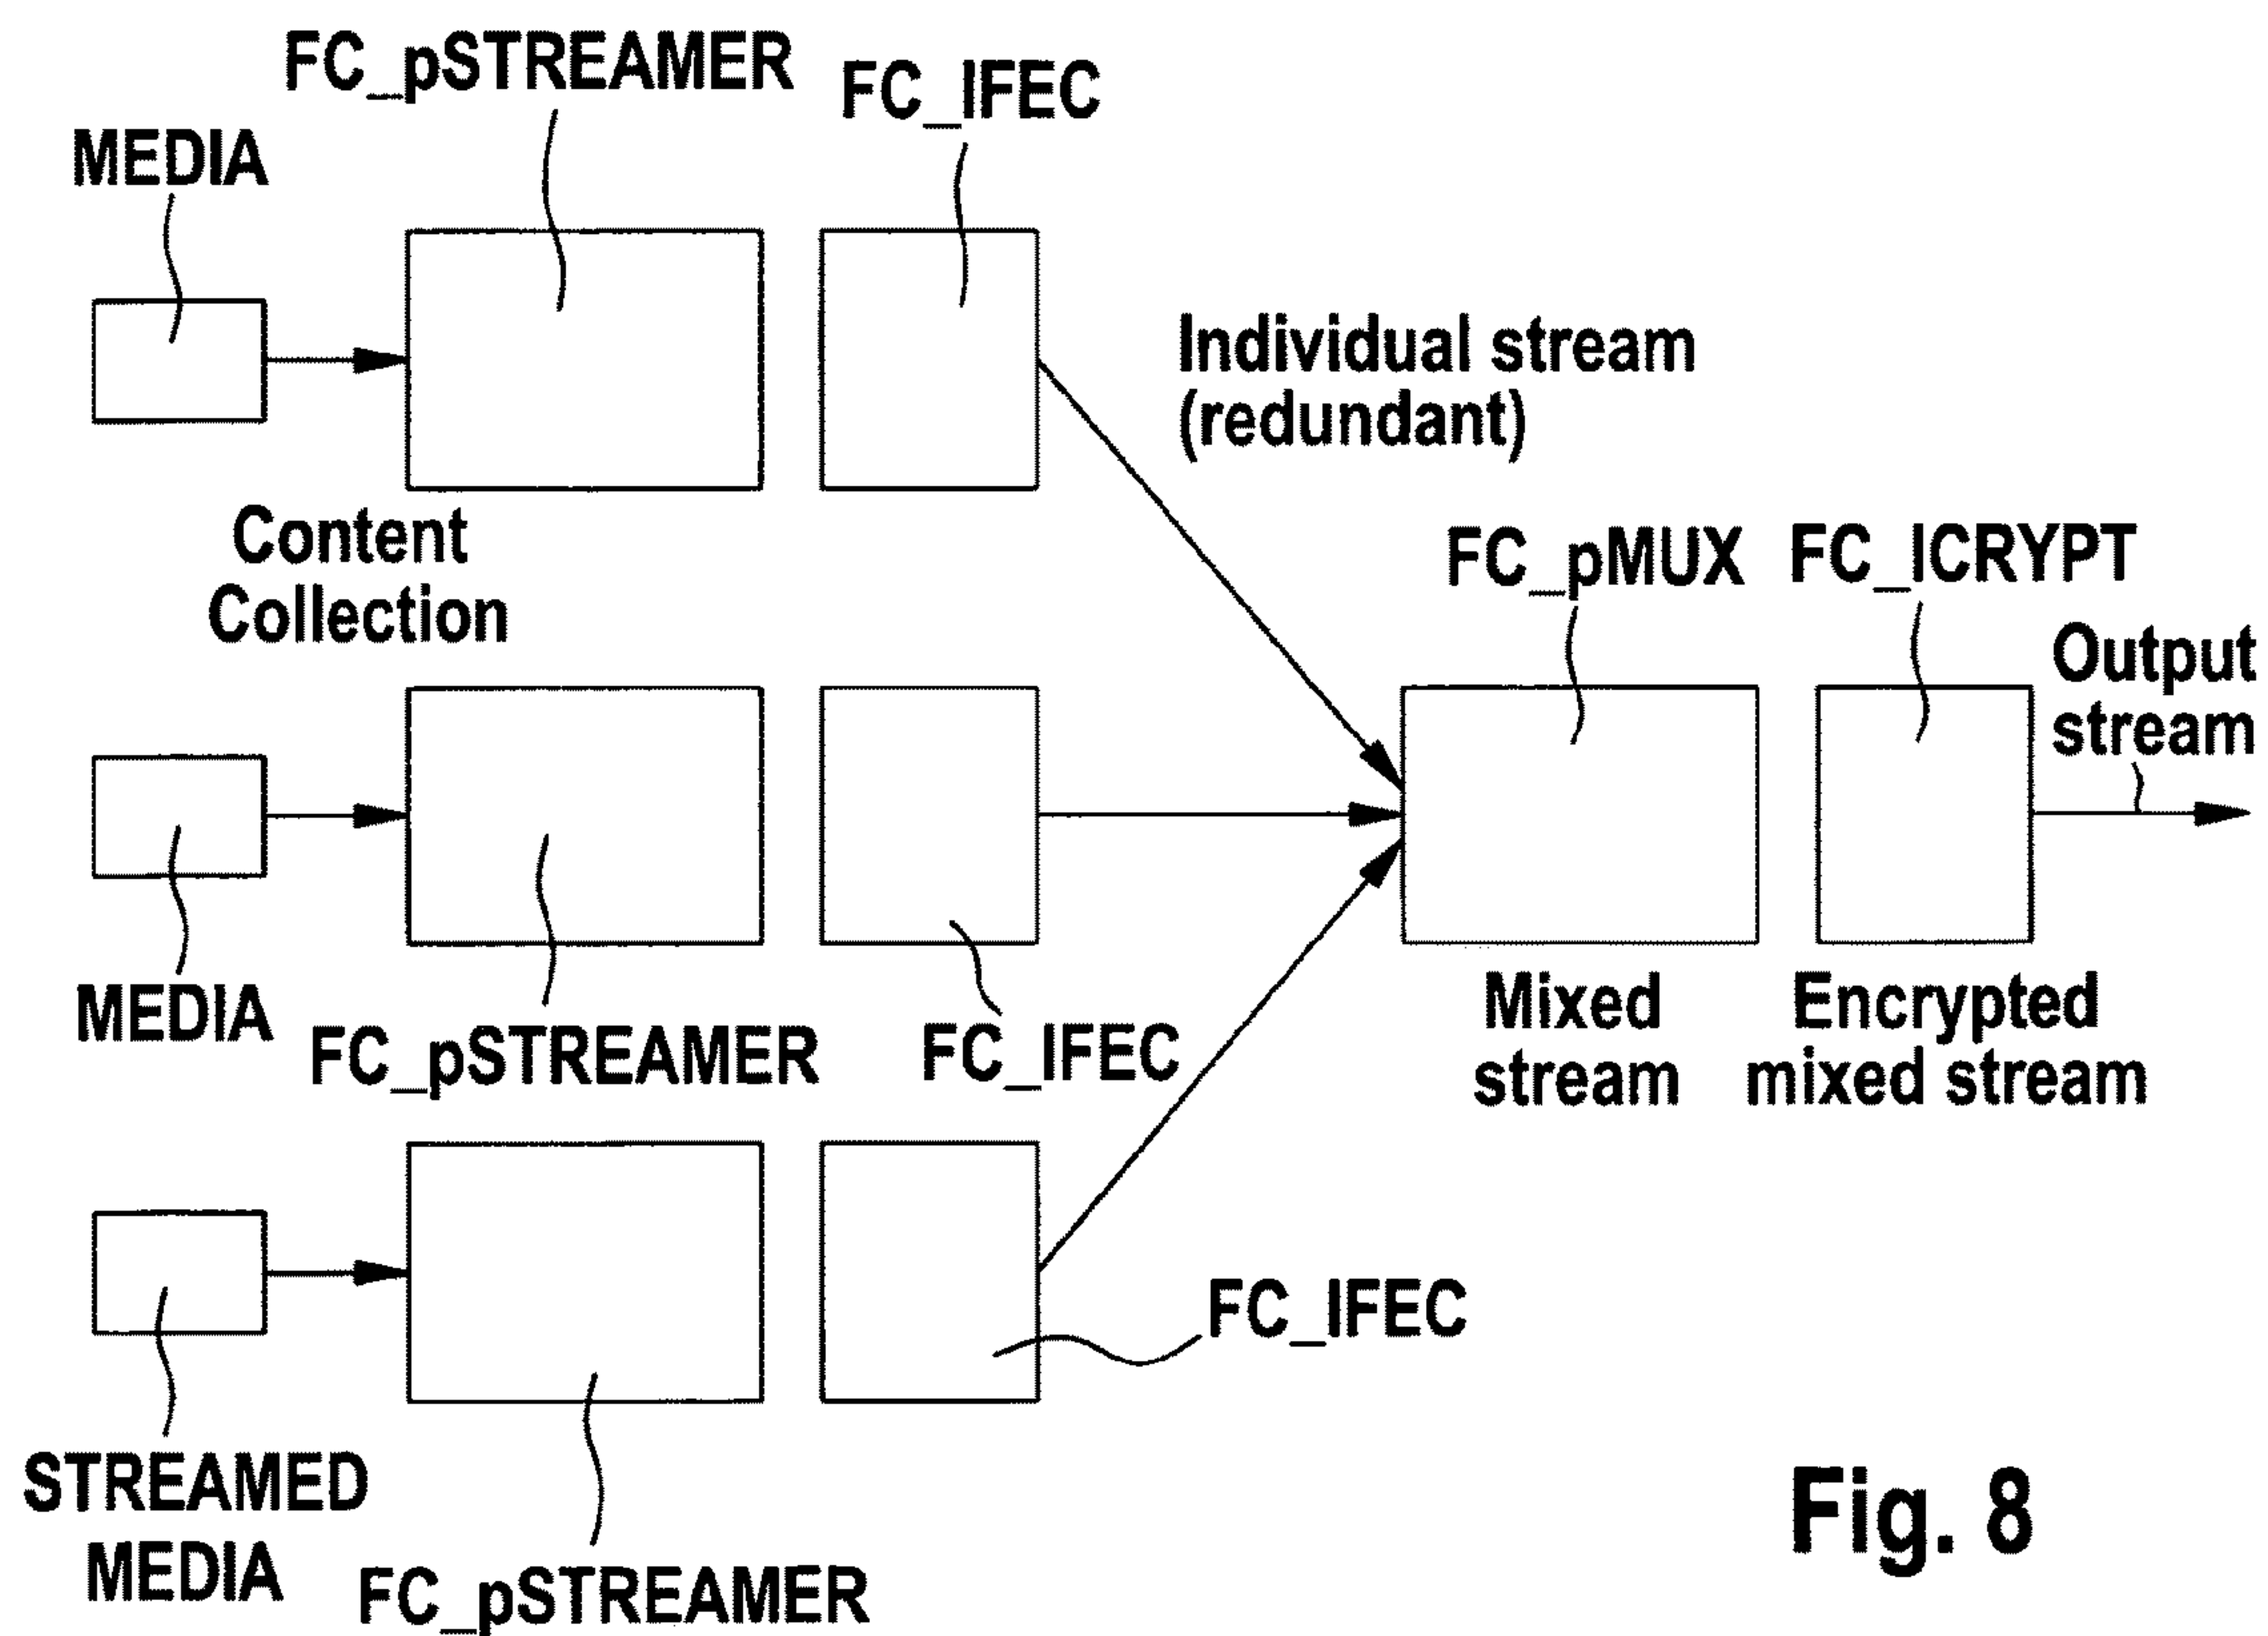 FC_pSTREAMER
FC_IFEC
MEDIA
Individual stream
(redundant)
Content
Collection
FC_pMUX
FC_ICRYPT
Output
stream
MEDIA
FC_pSTREAMER
FC_IFEC
Mixed
stream
Encrypted
mixed stream
FC_IFEC
STREAMED
MEDIA
FC_pSTREAMER
Fig. 8